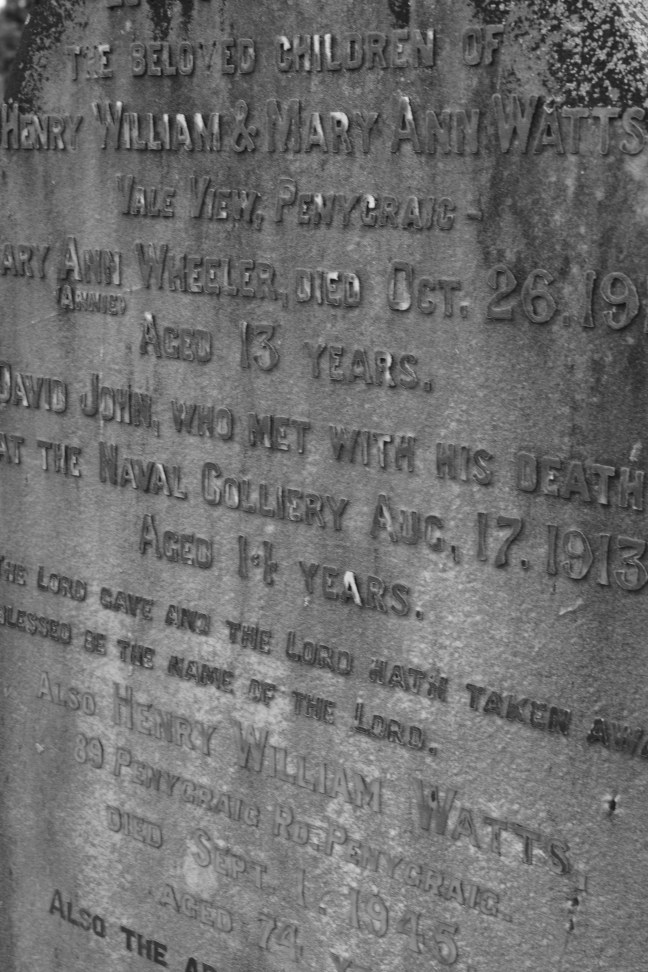 THE BELOVED CHILDREN OF
HENRY WILLIAM & MARY ANN WATTS
VALE VIEW, PENYCRAIG -
ARY ANN WHEELER, DIED OCT. 26. 19
(ANNIE)
AGED 13 YEARS.
DAVID JOHN, WHO MET WITH HIS DEATH
AT THE NAVAL COLLIERY AUG. 17. 1913
AGED 14 YEARS.
THE LORD GAVE AND THE LORD HATH TAKEN AWA
BLESSED BE THE NAME OF THE LORD.
ALSO HENRY WILLIAM WATTS,
89 PENYCRAIG RD. PENYCRAIG.
DIED SEPT. 1. 1945
AGED 74
ALSO THE